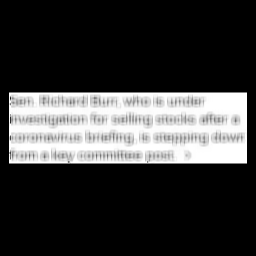 Sen. Richard Burr, who is under
investigation for selling stocks after a
coronavirus briefing, is stepping down
from a key committee post.